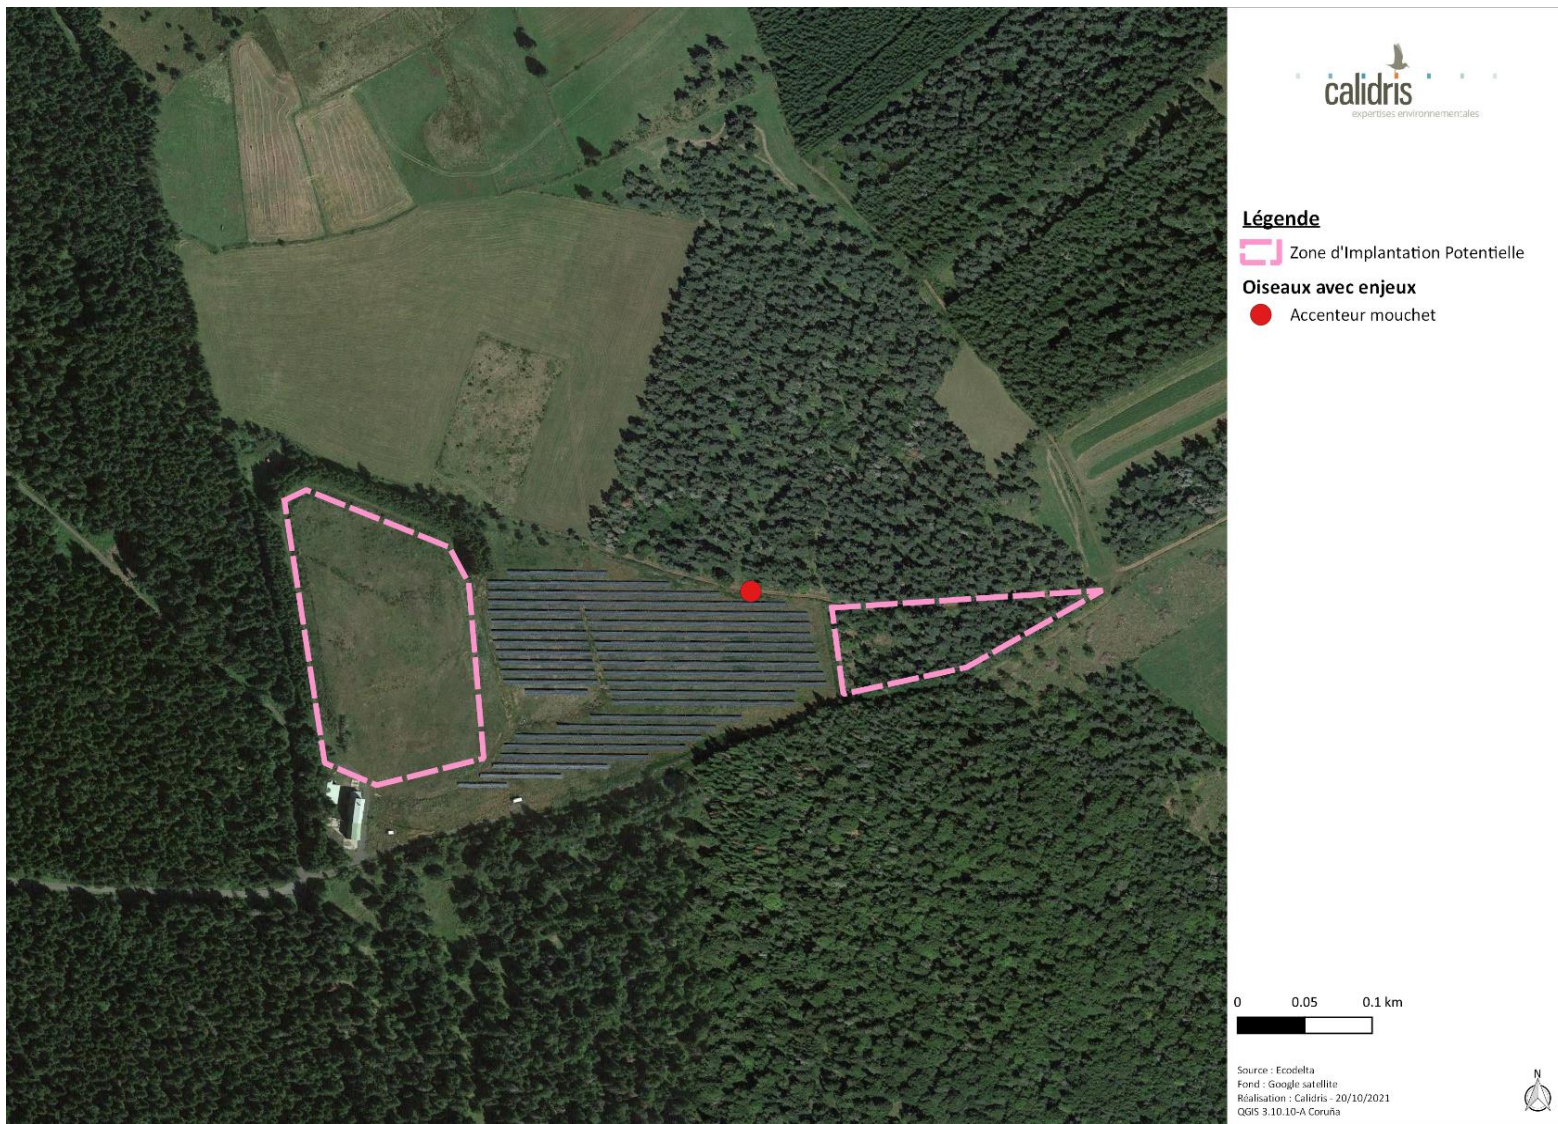 calidris
expertises environnementales
Légende
Zone d'Implantation Potentielle
Oiseaux avec enjeux
Accenteur mouchet
0 0.05 0.1 km
Source : Ecodelta
Fond : Google satellite
Réalisation : Calidris - 20/10/2021
QGIS 3.10.10-A Coruña
N